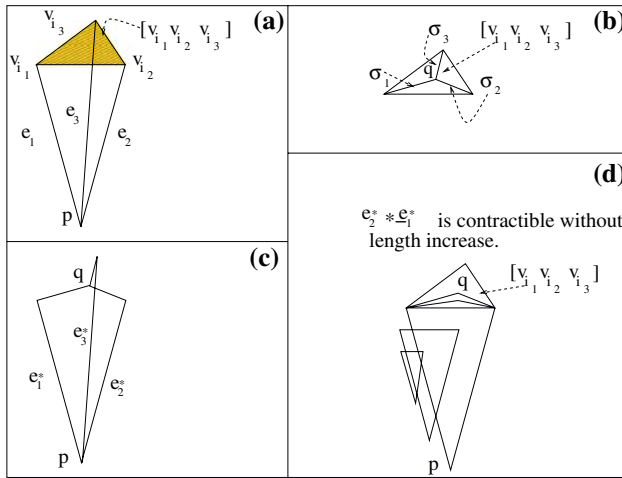 (a)
v_{i_3}
[v_{i_1} v_{i_2} v_{i_3}]
v_{i_1}
v_{i_2}
e_3
e_1
e_2
p
(b)
σ_3
[v_{i_1} v_{i_2} v_{i_3}]
q
σ_1
σ_2
(c)
q
e_3^*
e_1^*
e_2^*
p
(d)
e_2^* * -e_1^* is contractible without
length increase.
[v_{i_1} v_{i_2} v_{i_3}]
q
p